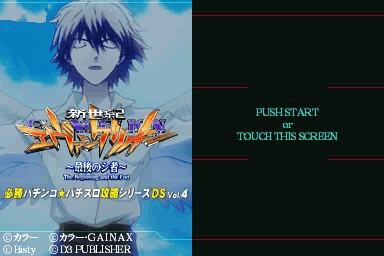 新世紀
エヴァンゲリオン
～最後のシ者～
The Beginning and the End
必勝パチンコ★パチスロ攻略シリーズDS Vol.4
©カラー ©カラー・GAINAX
©Bisty ©D3 PUBLISHER
PUSH START
or
TOUCH THIS SCREEN